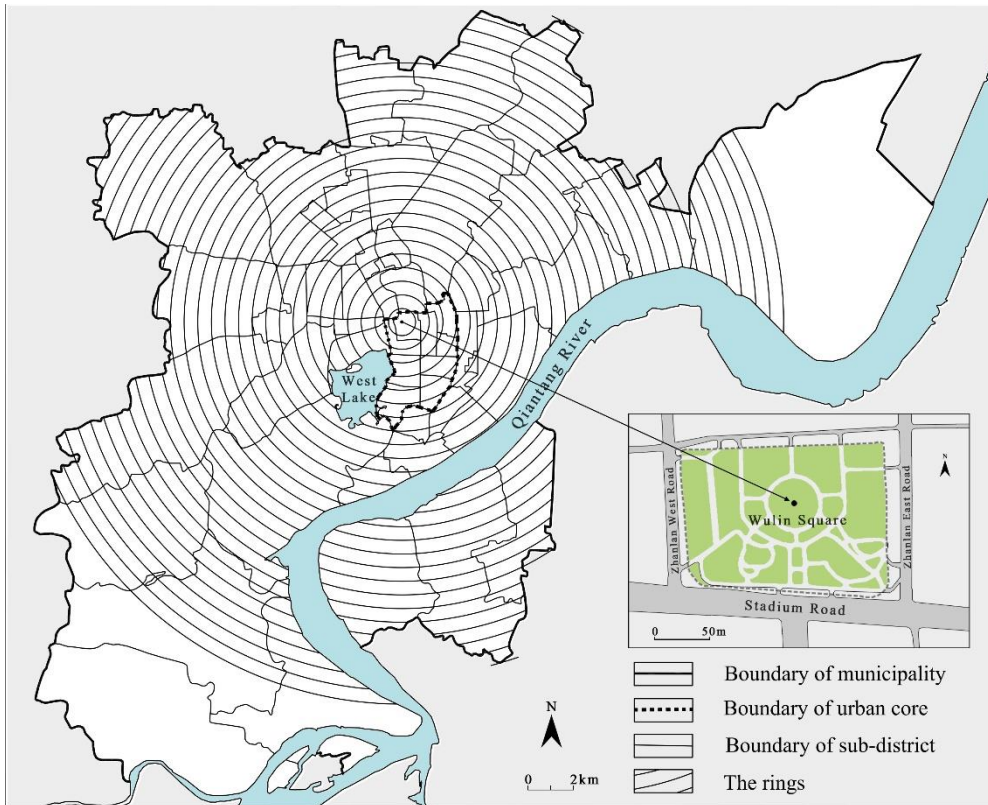 West
Lake
Qiantang River
N
Zhanlan West Road
Wulin Square
Zhanlan East Road
Stadium Road
0 50m
Boundary of municipality
Boundary of urban core
Boundary of sub-district
The rings
N
0 2km